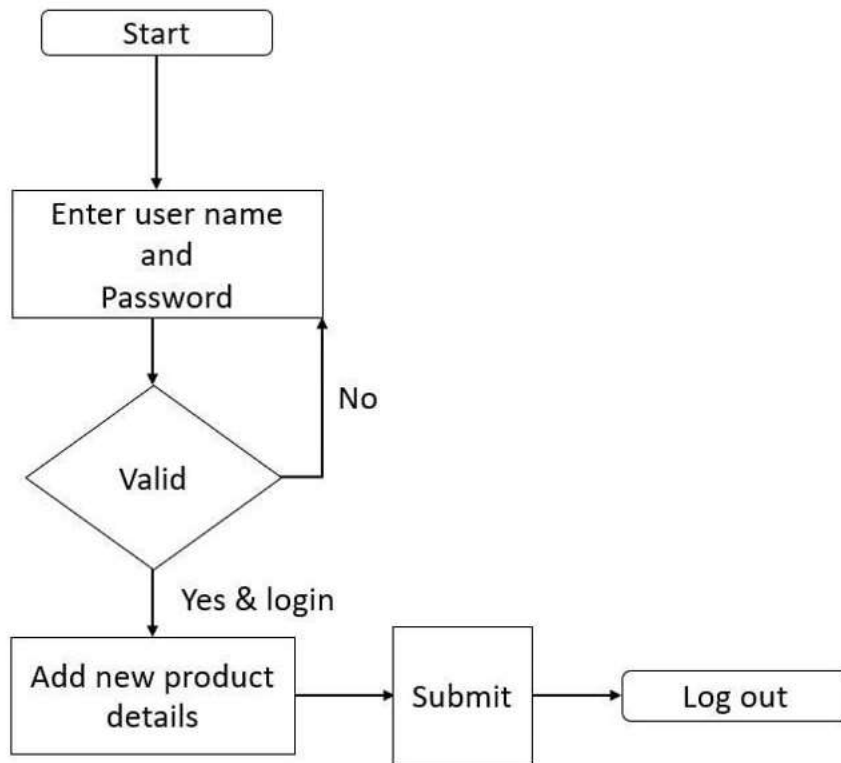 Start
Enter user name
and
Password
No
Valid
Yes & login
Add new product
details
Submit
Log out